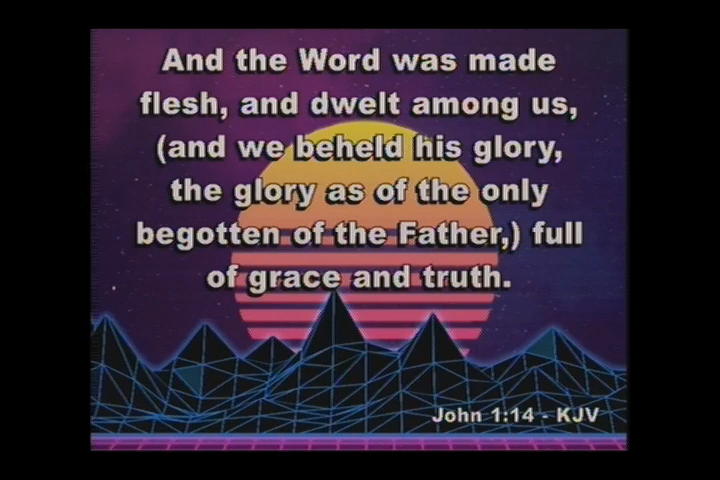 And the Word was made
flesh, and dwelt among us,
(and we beheld his glory,
the glory as of the only
begotten of the Father,) full
of grace and truth.
John 1:14 - KJV